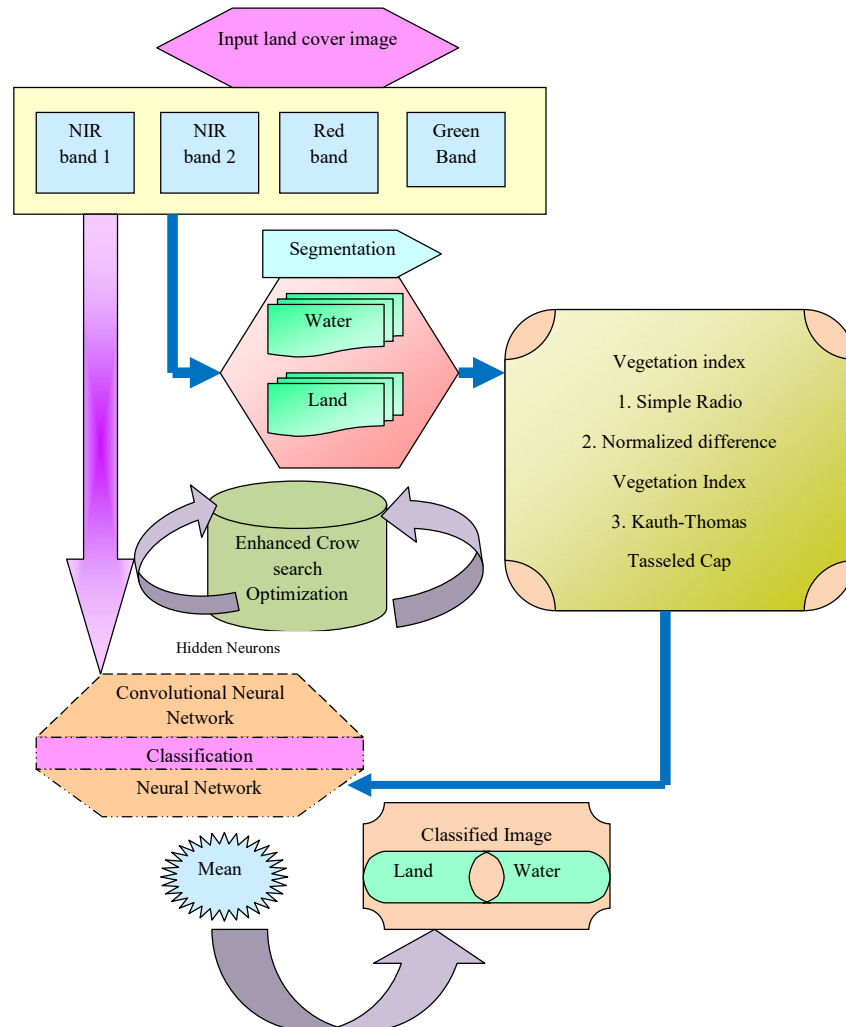 Input land cover image
NIR
band 1
NIR
band 2
Red
band
Green
Band
Segmentation
Water
Land
Vegetation index
1. Simple Radio
2. Normalized difference
Vegetation Index
3. Kauth-Thomas
Tasseled Cap
Enhanced Crow
search
Optimization
Hidden Neurons
Convolutional Neural
Network
Classification
Neural Network
Mean
Classified Image
Land
Water